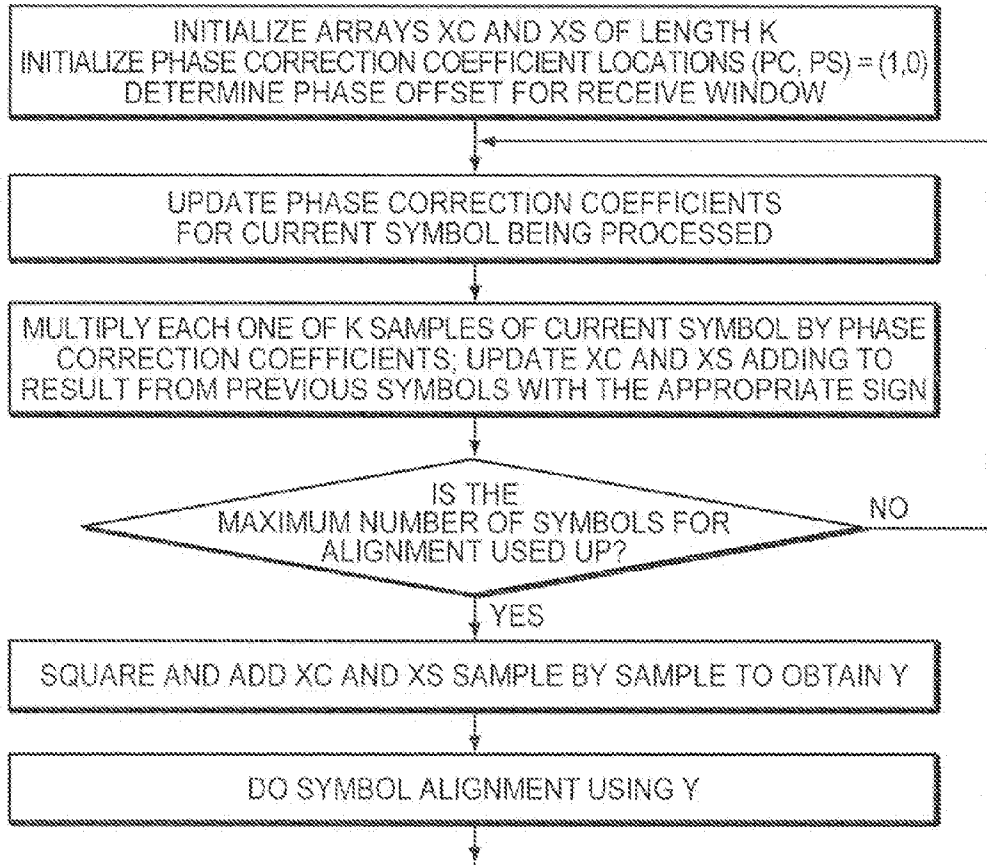 INITIALIZE ARRAYS XC AND XS OF LENGTH K
INITIALIZE PHASE CORRECTION COEFFICIENT LOCATIONS (PC, PS) = (1,0)
DETERMINE PHASE OFFSET FOR RECEIVE WINDOW
UPDATE PHASE CORRECTION COEFFICIENTS
FOR CURRENT SYMBOL BEING PROCESSED
MULTIPLY EACH ONE OF K SAMPLES OF CURRENT SYMBOL BY PHASE
CORRECTION COEFFICIENTS; UPDATE XC AND XS ADDING TO
RESULT FROM PREVIOUS SYMBOLS WITH THE APPROPRIATE SIGN
IS THE
MAXIMUM NUMBER OF SYMBOLS FOR
ALIGNMENT USED UP?
NO
YES
SQUARE AND ADD XC AND XS SAMPLE BY SAMPLE TO OBTAIN Y
DO SYMBOL ALIGNMENT USING Y